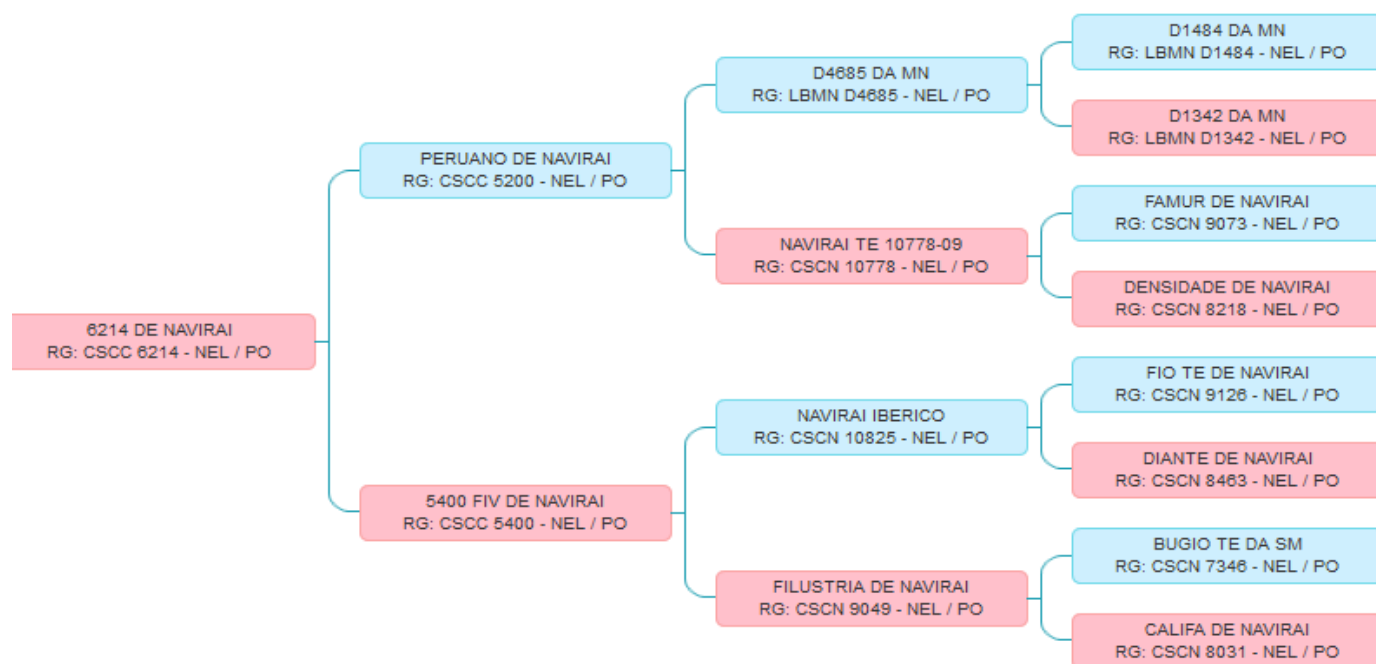 D1484 DA MN
RG: LBMN D1484 - NEL / PO
D4685 DA MN
RG: LBMN D4685 - NEL / PO
D1342 DA MN
RG: LBMN D1342 - NEL / PO
PERUANO DE NAVIRAI
RG: CSCC 5200 - NEL / PO
FAMUR DE NAVIRAI
RG: CSCN 9073 - NEL / PO
NAVIRAI TE 10778-09
RG: CSCN 10778 - NEL / PO
DENSIDADE DE NAVIRAI
RG: CSCN 8218 - NEL / PO
6214 DE NAVIRAI
RG: CSCC 6214 - NEL / PO
FIO TE DE NAVIRAI
RG: CSCN 9126 - NEL / PO
NAVIRAI IBERICO
RG: CSCN 10825 - NEL / PO
DIANTE DE NAVIRAI
RG: CSCN 8463 - NEL / PO
5400 FIV DE NAVIRAI
RG: CSCC 5400 - NEL / PO
BUGIO TE DA SM
RG: CSCN 7346 - NEL / PO
FILUSTRIA DE NAVIRAI
RG: CSCN 9049 - NEL / PO
CALIFA DE NAVIRAI
RG: CSCN 8031 - NEL / PO